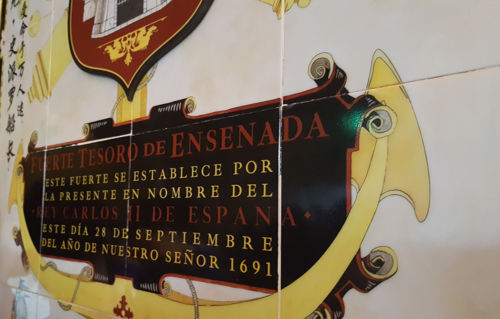 FUERTE TESORO DE ENSENADA
ESTE FUERTE SE ESTABLECE POR
LA PRESENTE EN NOMBRE DEL
REY CARLOS II DE ESPAÑA
ESTE DÍA 28 DE SEPTIEMBRE
DEL AÑO DE NUESTRO SEÑOR 1691